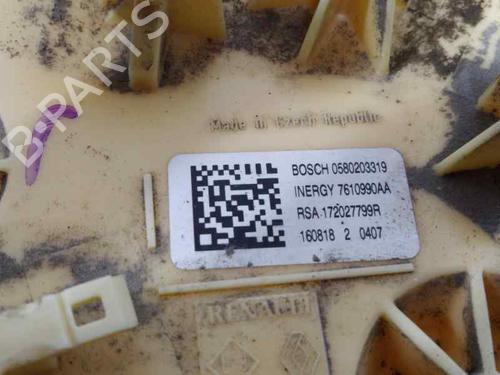 B-PARTS
Made in Czech Republic
BOSCH 0580203319
INERGY 7610990AA
RSA 172027799R
160818 2 0407
RENAULT